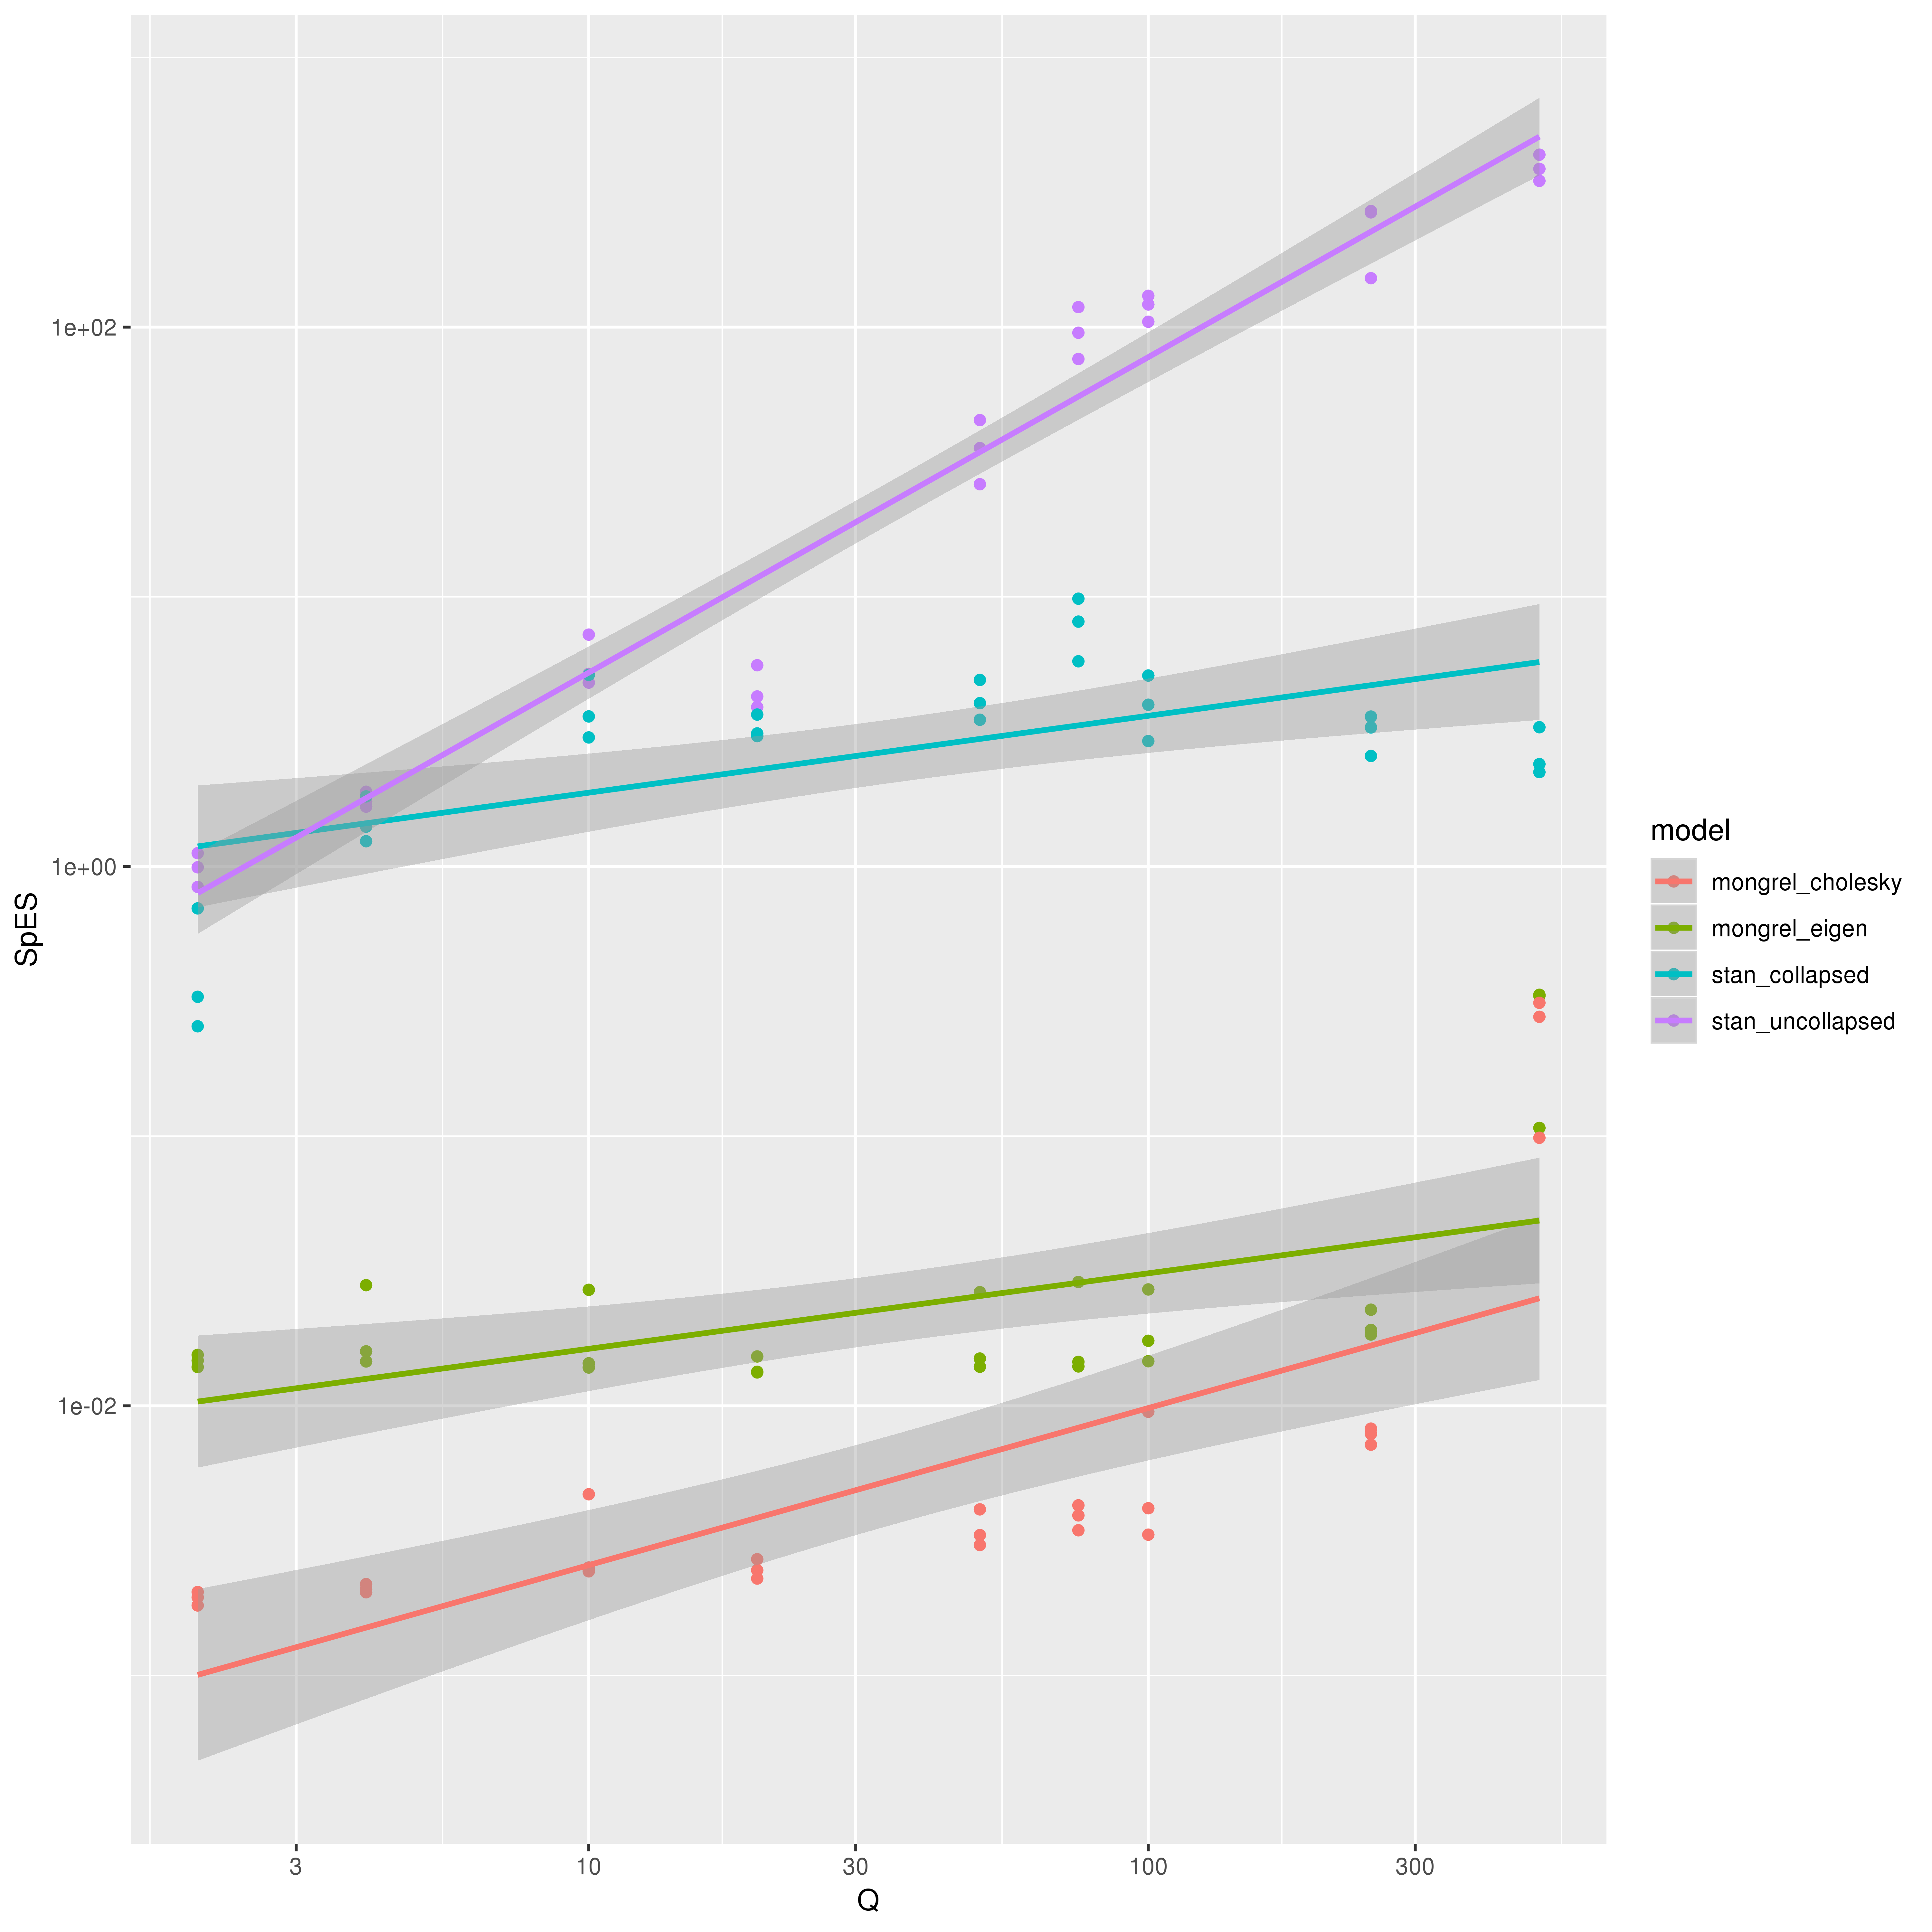 1e+02
1e+00
1e-02
SpES
3
10
30
100
300
Q
model
mongrel_cholesky
mongrel_eigen
stan_collapsed
stan_uncollapsed